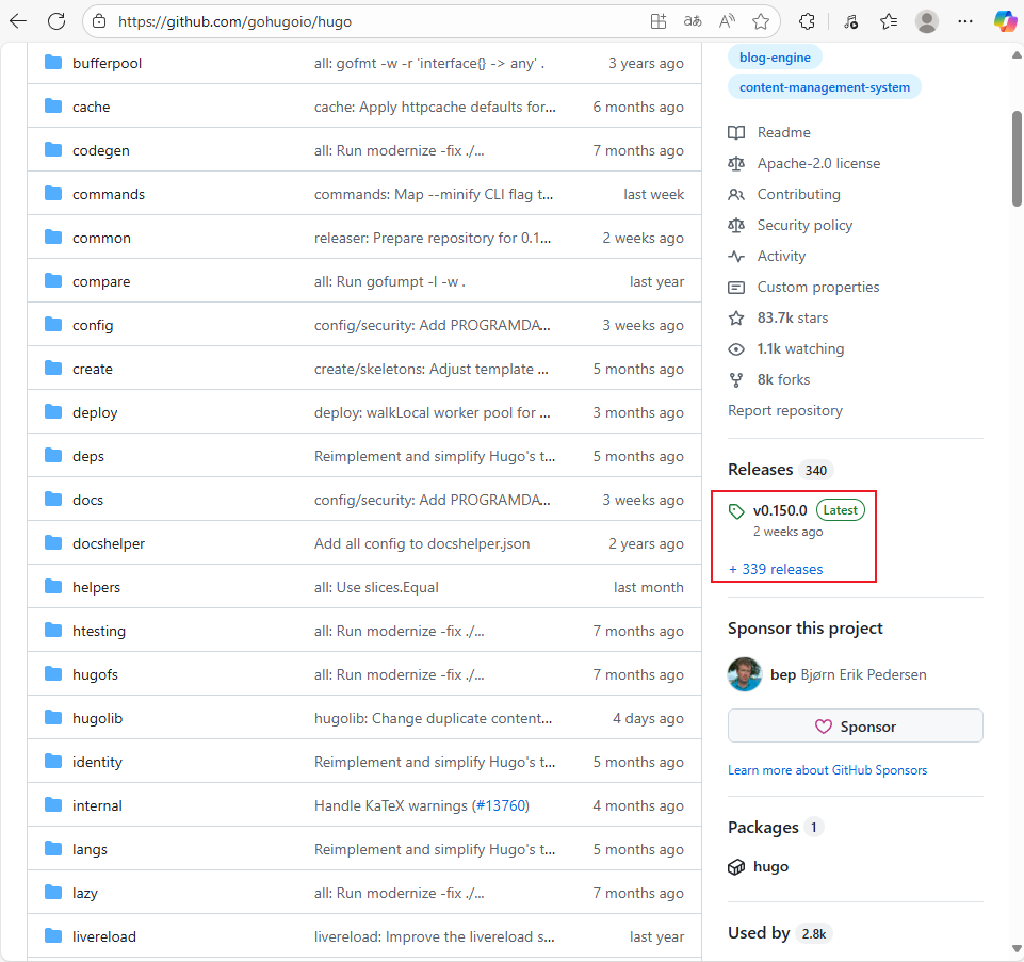 https://github.com/gohugoio/hugo
bufferpool all: gofmt -w -r 'interface{} -> any' . 3 years ago
cache cache: Apply httpcache defaults for... 6 months ago
codegen all: Run modernize -fix ./... 7 months ago
commands commands: Map --minify CLI flag t... last week
common releaser: Prepare repository for 0.1... 2 weeks ago
compare all: Run gofumpt -l -w . last year
config config/security: Add PROGRAMDA... 3 weeks ago
create create/skeletons: Adjust template ... 5 months ago
deploy deploy: walkLocal worker pool for ... 3 months ago
deps Reimplement and simplify Hugo's t... 5 months ago
docs config/security: Add PROGRAMDA... 3 weeks ago
docshelper Add all config to docshelper.json 2 years ago
helpers all: Use slices.Equal last month
htesting all: Run modernize -fix ./... 7 months ago
hugofs all: Run modernize -fix ./... 7 months ago
hugolib hugolib: Change duplicate content... 4 days ago
identity Reimplement and simplify Hugo's t... 5 months ago
internal Handle KaTeX warnings (#13760) 4 months ago
langs Reimplement and simplify Hugo's t... 5 months ago
lazy all: Run modernize -fix ./... 7 months ago
livereload livereload: Improve the livereload s... last year
blog-engine
content-management-system
Readme
Apache-2.0 license
Contributing
Security policy
Activity
Custom properties
83.7k stars
1.1k watching
8k forks
Report repository
Releases 340
v0.150.0 Latest
2 weeks ago
+ 339 releases
Sponsor this project
bep Bjørn Erik Pedersen
Sponsor
Learn more about GitHub Sponsors
Packages 1
hugo
Used by 2.8k